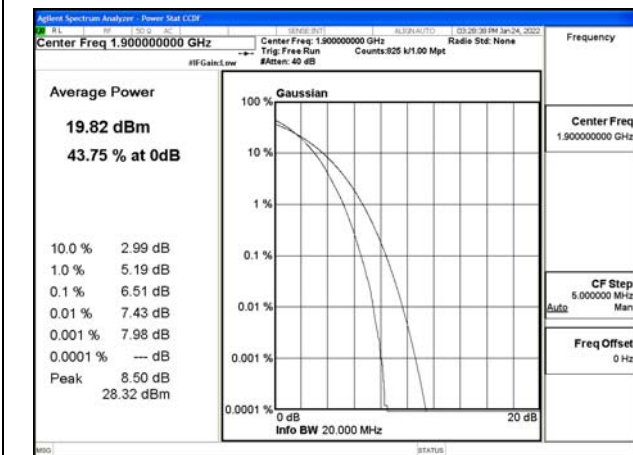 Agilent Spectrum Analyzer - Power Stat CCDF
RL RF 50 Ω AC SENSE:INT ALIGN AUTO 03:28:38 PM Jan 24, 2022
Center Freq 1.900000000 GHz
Center Freq: 1.900000000 GHz Radio Std: None
Trig: Free Run Counts:825 k/1.00 Mpt
#IFGain:Low #Atten: 40 dB
Frequency
Average Power
19.82 dBm
43.75 % at 0dB
10.0 % 2.99 dB
1.0 % 5.19 dB
0.1 % 6.51 dB
0.01 % 7.43 dB
0.001 % 7.98 dB
0.0001 % --- dB
Peak 8.50 dB
28.32 dBm
Gaussian
100 %
10 %
1 %
0.1 %
0.01 %
0.001 %
0.0001 %
0 dB 20 dB
Info BW 20.000 MHz
Center Freq
1.900000000 GHz
CF Step
5.000000 MHz
Auto Man
Freq Offset
0 Hz
MSG STATUS